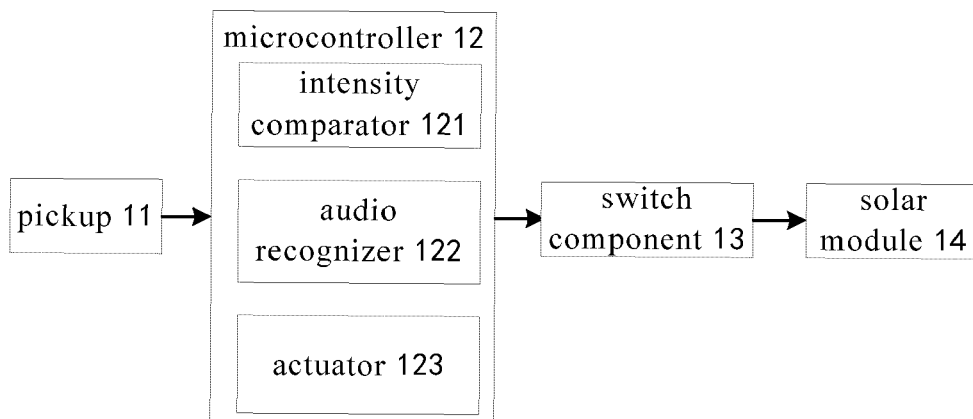 microcontroller 12
intensity
comparator 121
pickup 11
audio
recognizer 122
switch
component 13
solar
module 14
actuator 123